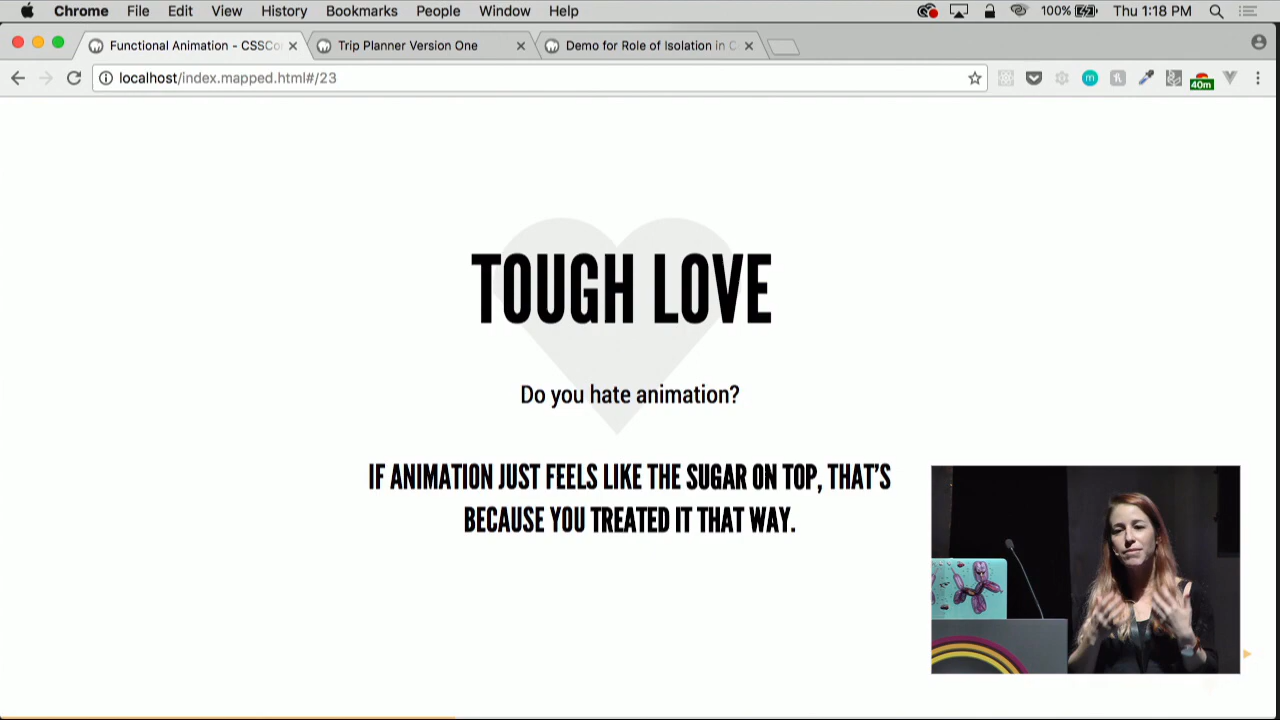 Chrome File Edit View History Bookmarks People Window Help 100% Thu 1:18 PM
Functional Animation - CSSCo Trip Planner Version One Demo for Role of Isolation in C
localhost/index.mapped.html#/23
40m
TOUGH LOVE
Do you hate animation?
IF ANIMATION JUST FEELS LIKE THE SUGAR ON TOP, THAT'S
BECAUSE YOU TREATED IT THAT WAY.